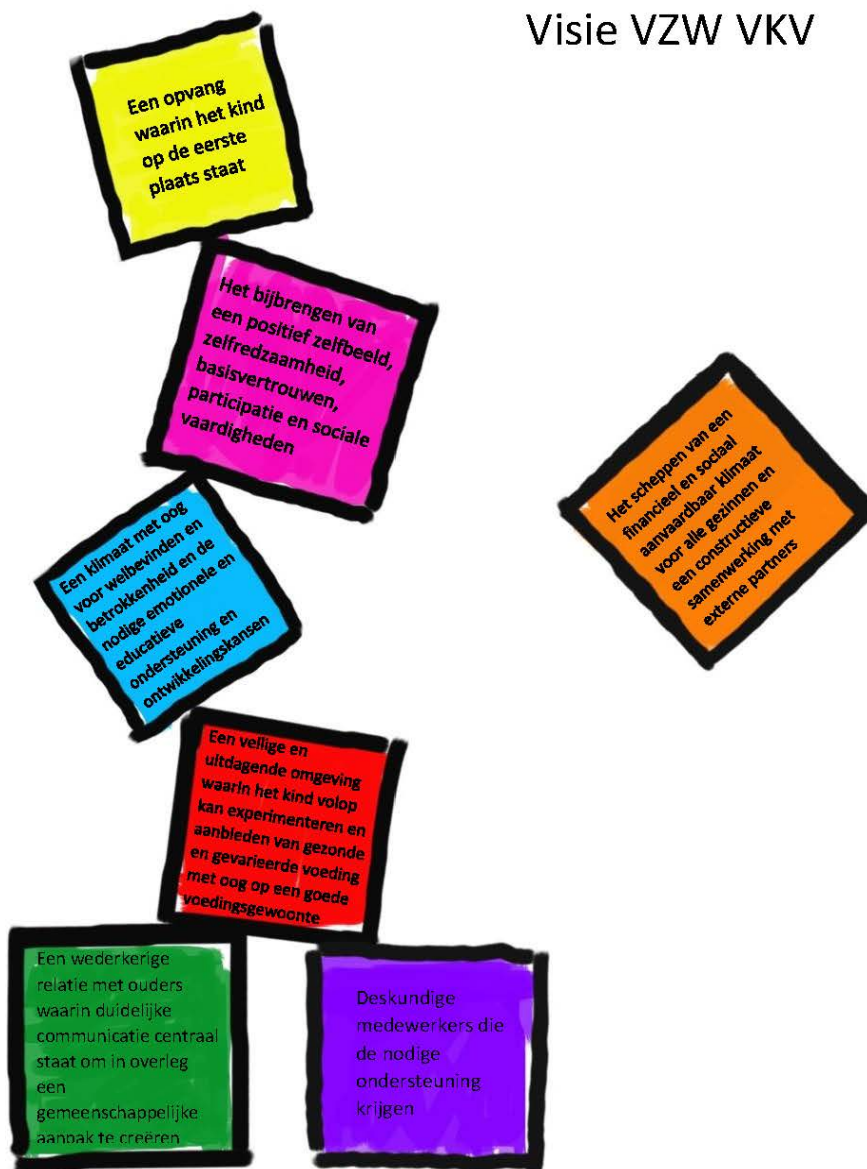 Visie VZW VKV
Een opvang
waarin het kind
op de eerste
plaats staat
Het bijbrengen van
een positief zelfbeeld,
zelfredzaamheid,
basisvertrouwen,
participatie en sociale
vaardigheden
Het scheppen van een
financieel en sociaal
aanvaardbaar klimaat
voor alle gezinnen en
een constructieve
samenwerking met
externe partners
Een klimaat met oog
voor welbevinden en
betrokkenheid en de
nodige emotionele en
educatieve
ondersteuning en
ontwikkelingskansen
Een veilige en
uitdagende omgeving
waarin het kind volop
kan experimenteren en
aanbieden van gezonde
en gevarieerde voeding
met oog op een goede
voedingsgewoonte
Een wederkerige
relatie met ouders
waarin duidelijke
communicatie centraal
staat om in overleg
een
gemeenschappelijke
aanpak te creëren
Deskundige
medewerkers die
de nodige
ondersteuning
krijgen